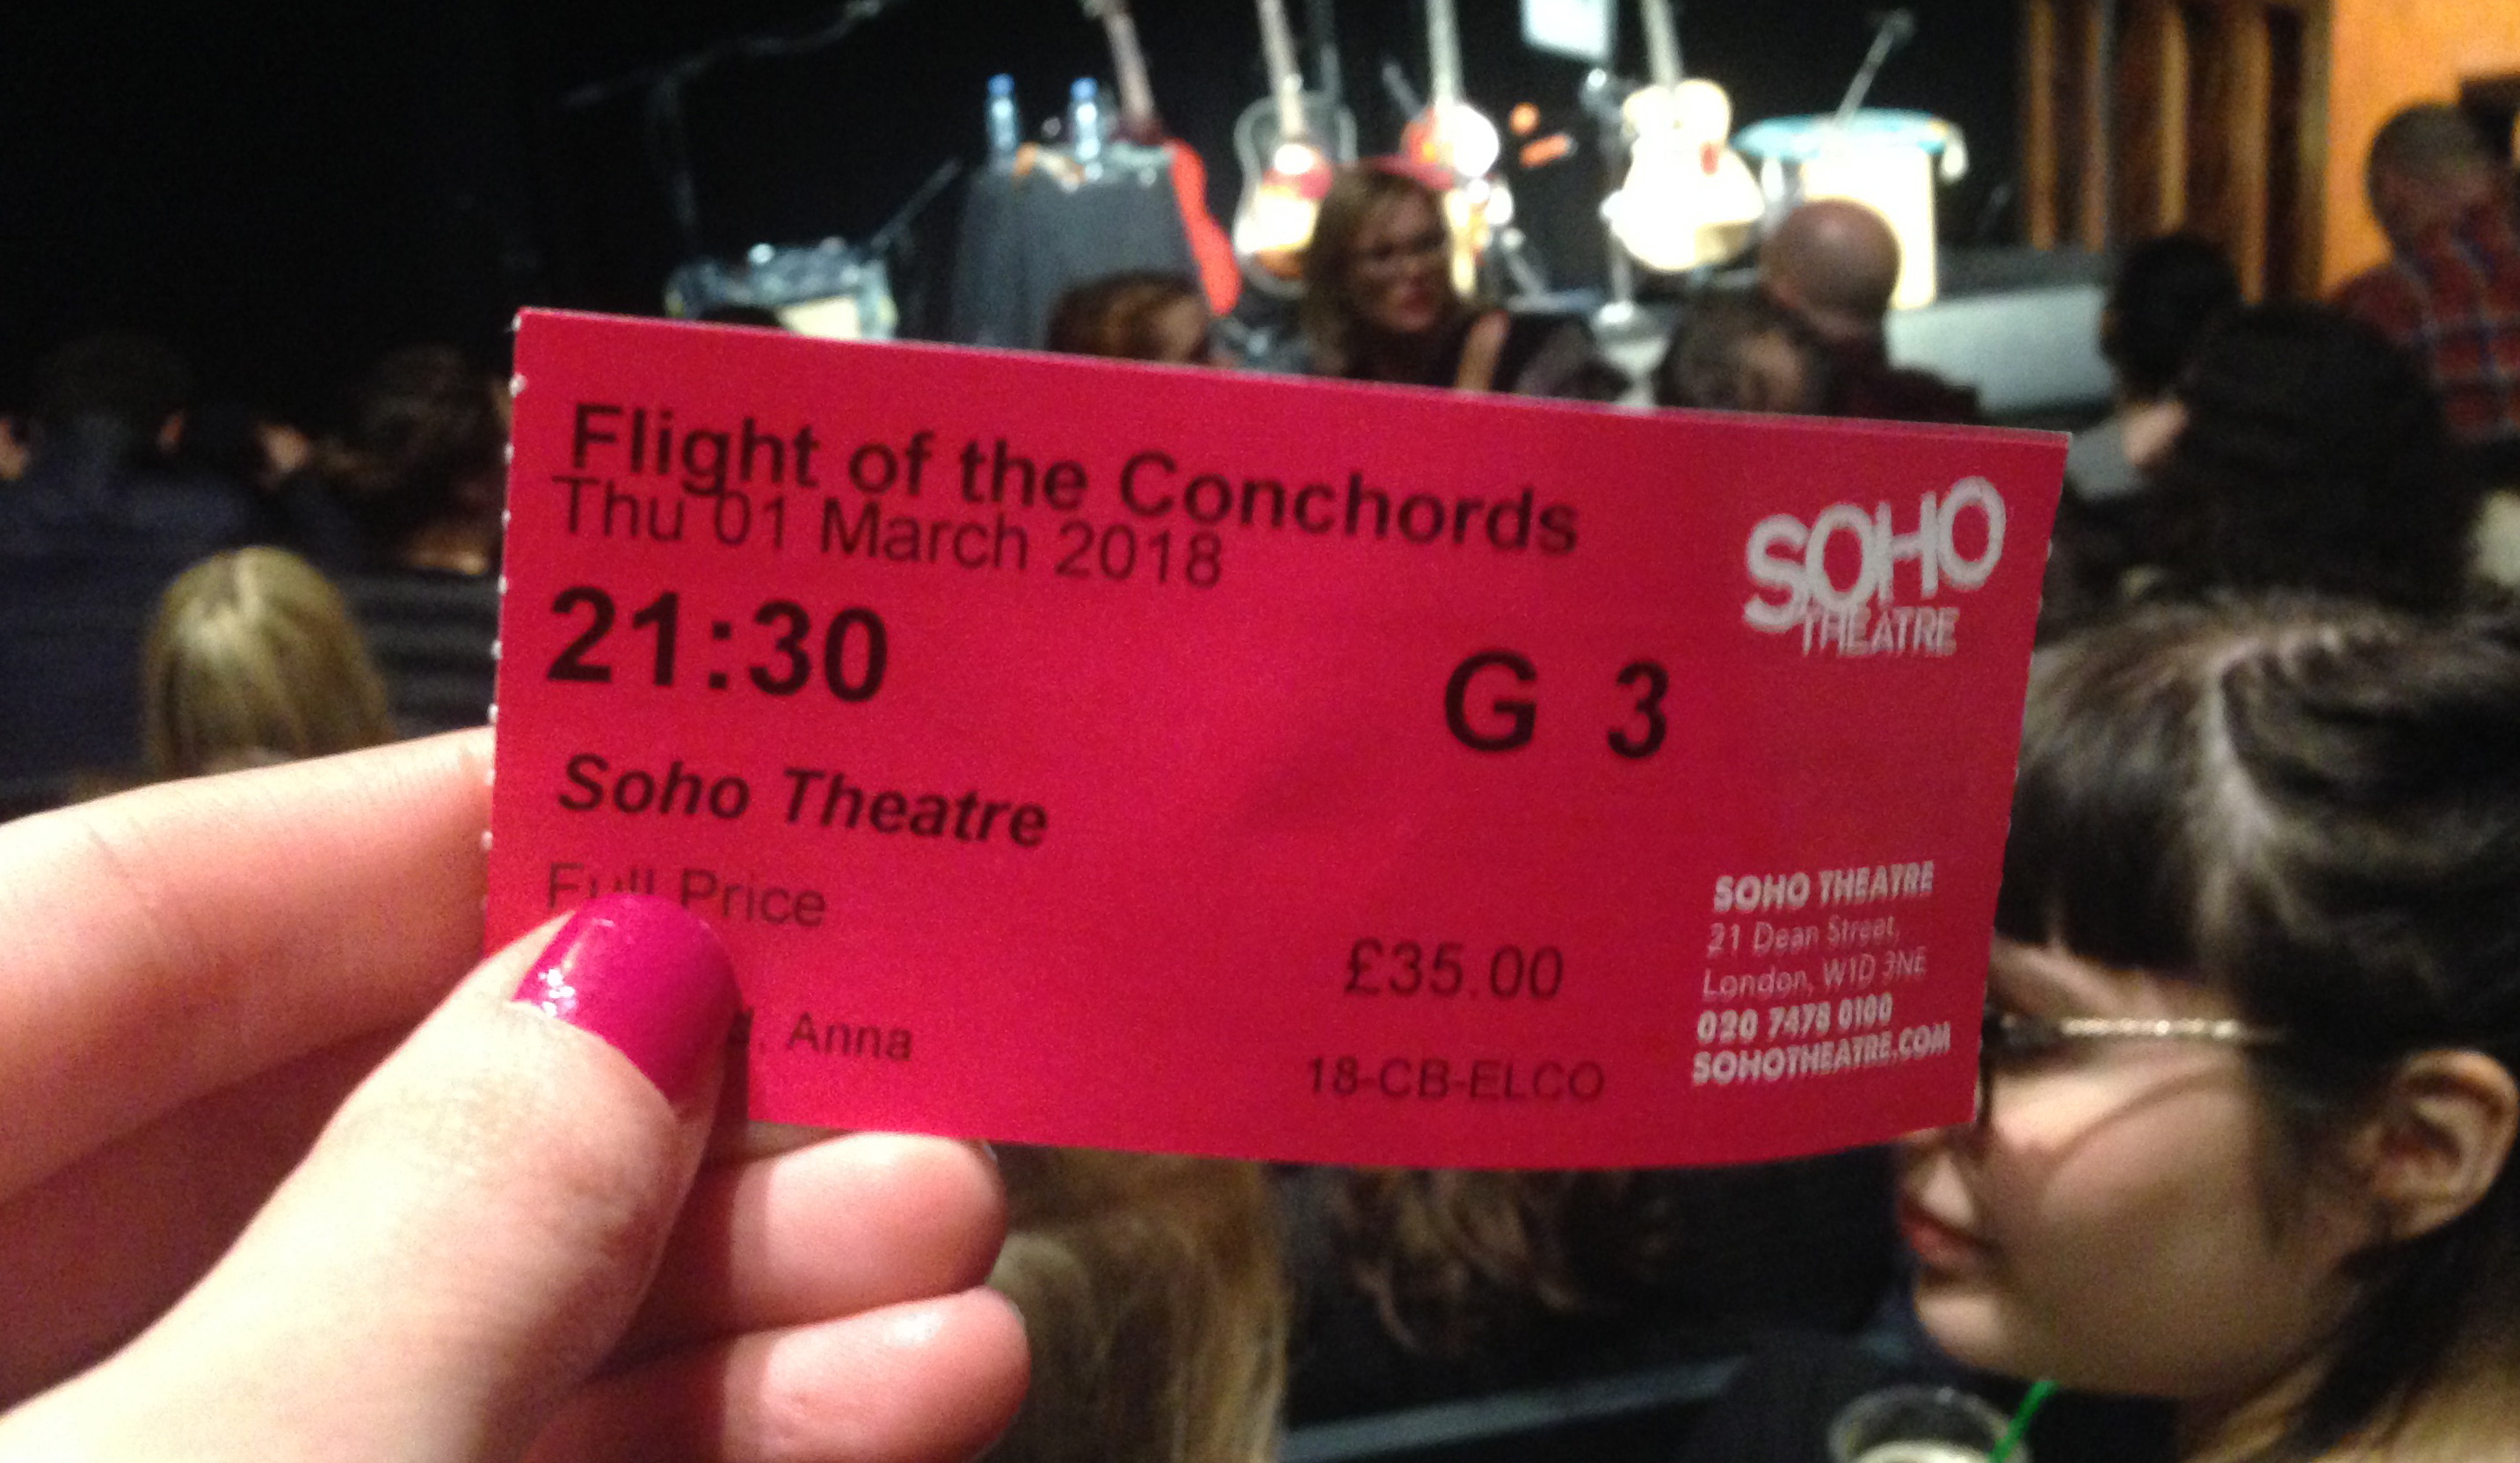 Flight of the Conchords
Thu 01 March 2018
21:30
G 3
SOHO
THEATRE
Soho Theatre
Full Price
£35.00
Anna
18-CB-ELCO
SOHO THEATRE
21 Dean Street,
London, W1D 3NE
020 7478 0100
SOHOTHEATRE.COM